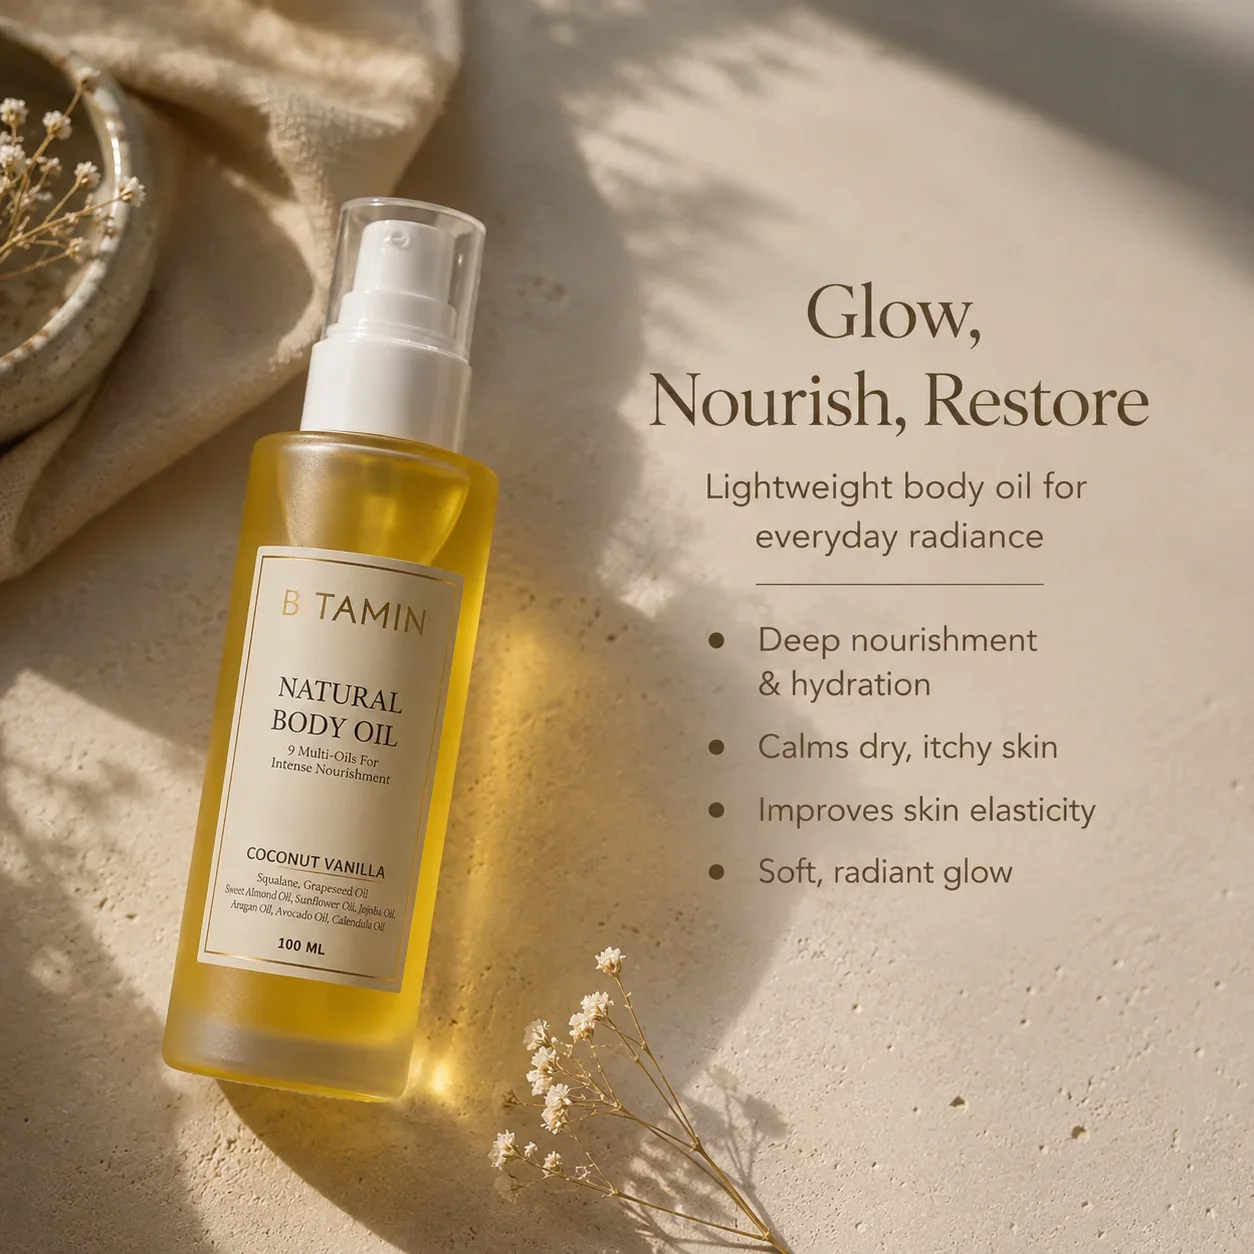 Glow,
Nourish, Restore
Lightweight body oil for
everyday radiance
Deep nourishment
& hydration
Calms dry, itchy skin
Improves skin elasticity
Soft, radiant glow
B TAMIN
NATURAL
BODY OIL
9 Multi-Oils For
Intense Nourishment
COCONUT VANILLA
Squalane, Grapeseed Oil
Sweet Almond Oil, Sunflower Oil, Jojoba Oil,
Aragan Oil, Avocado Oil, Calendula Oil
100 ML